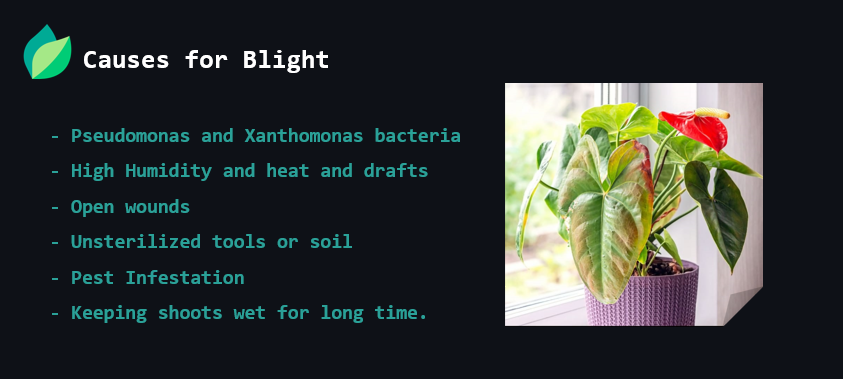 Causes for Blight
- Pseudomonas and Xanthomonas bacteria
- High Humidity and heat and drafts
- Open wounds
- Unsterilized tools or soil
- Pest Infestation
- Keeping shoots wet for long time.